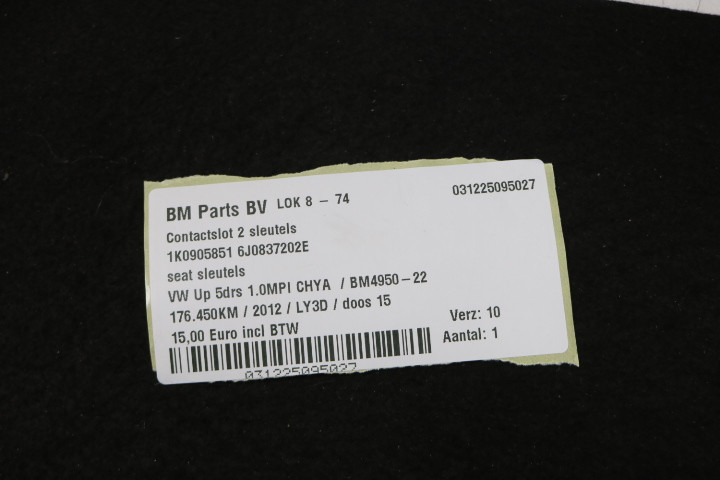 BM Parts BV LOK 8 - 74 031225095027
Contactslot 2 sleutels
1K0905851 6J0837202E
seat sleutels
VW Up 5drs 1.0MPI CHYA / BM4950-22
176.450KM / 2012 / LY3D / doos 15
15,00 Euro incl BTW
Verz: 10
Aantal: 1
031225095027